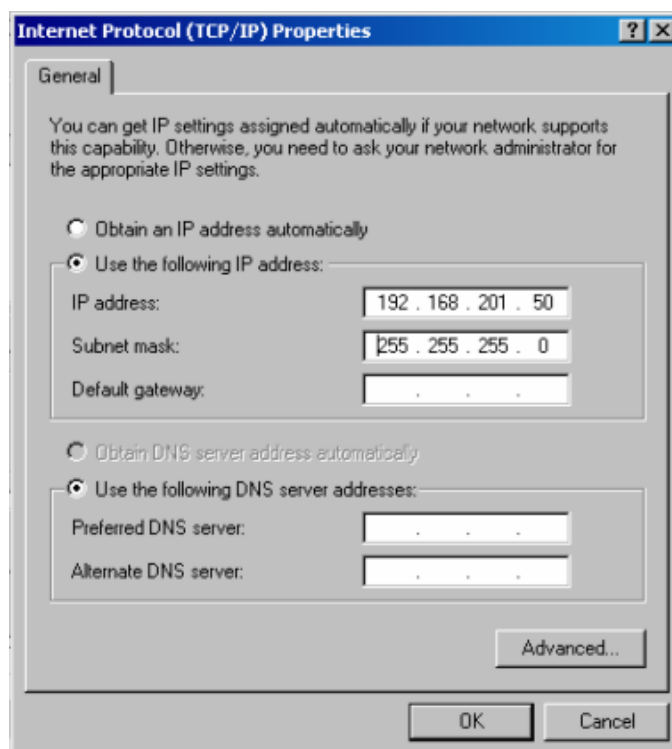 Internet Protocol (TCP/IP) Properties
General
You can get IP settings assigned automatically if your network supports
this capability. Otherwise, you need to ask your network administrator for
the appropriate IP settings.
Obtain an IP address automatically
Use the following IP address:
IP address: 192 . 168 . 201 . 50
Subnet mask: 255 . 255 . 255 . 0
Default gateway: . . .
Obtain DNS server address automatically
Use the following DNS server addresses:
Preferred DNS server: . . .
Alternate DNS server: . . .
Advanced...
OK Cancel